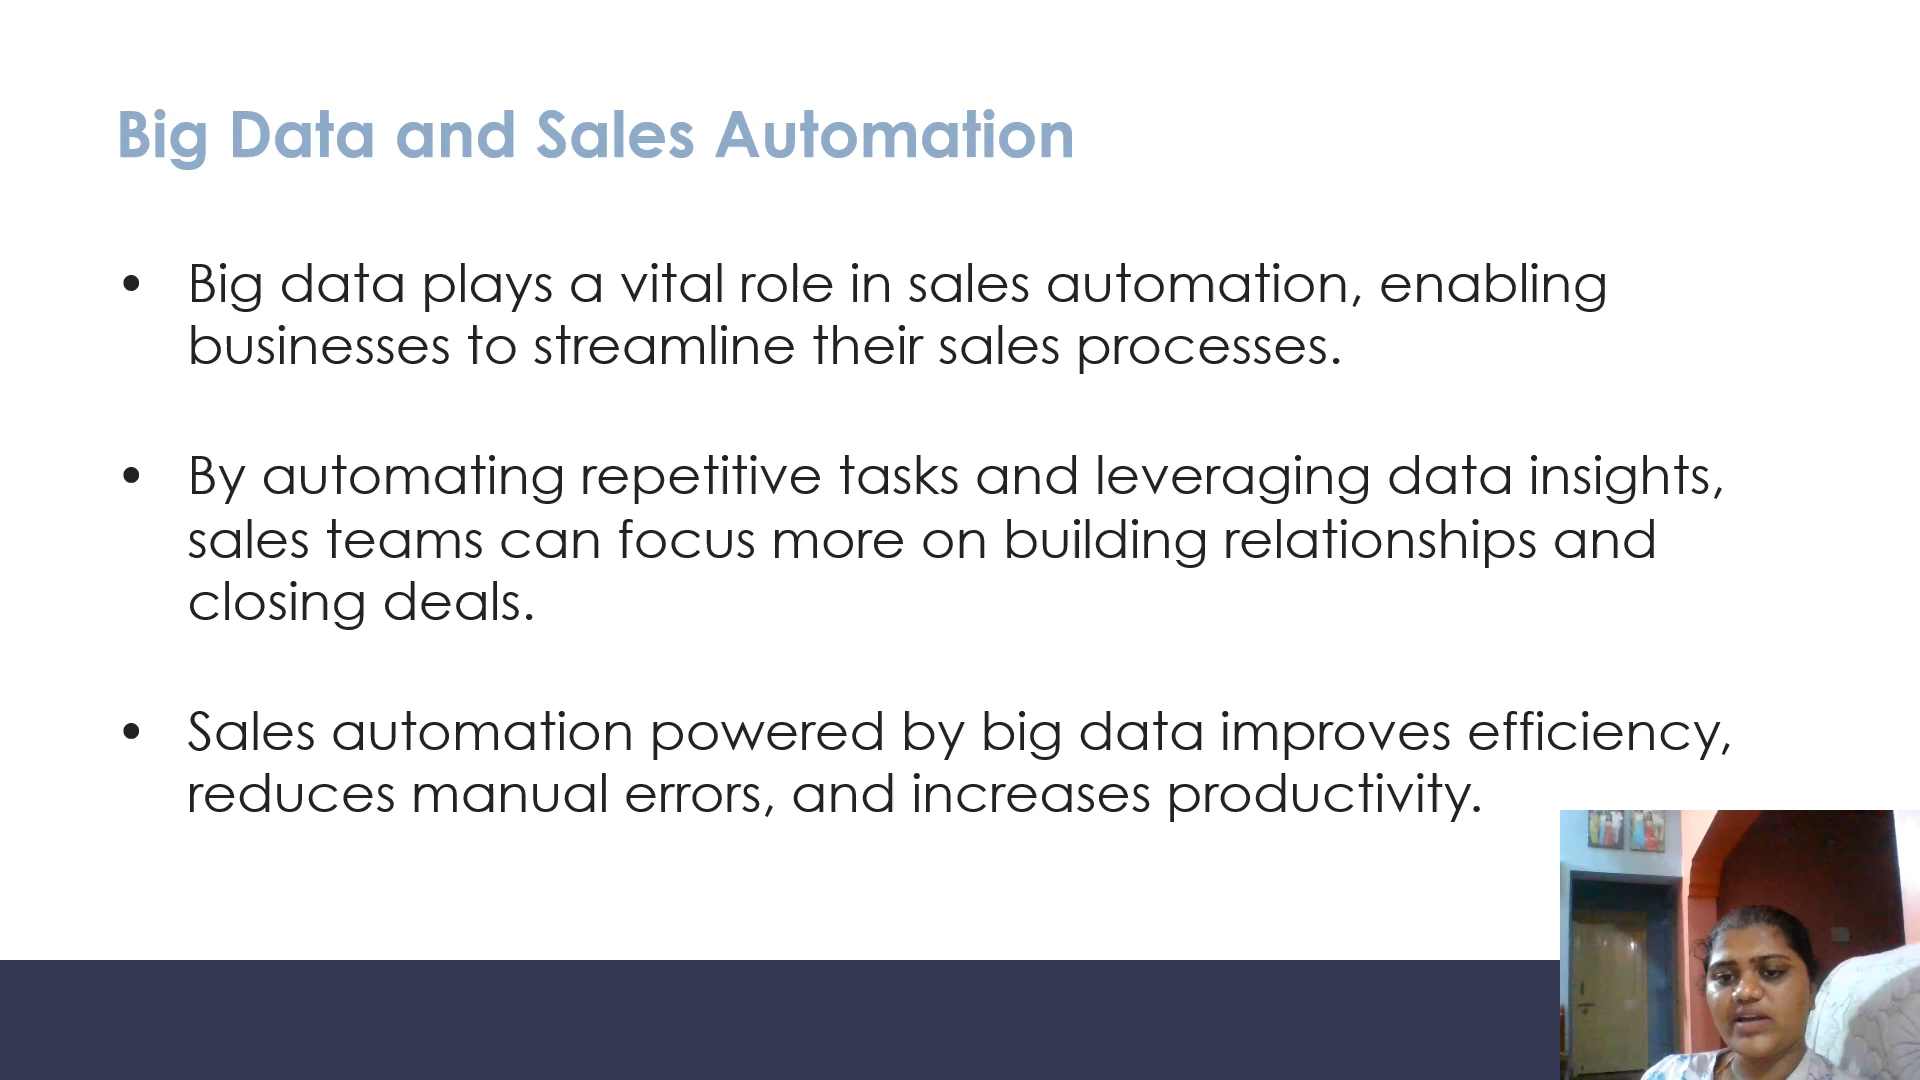 Big Data and Sales Automation
• Big data plays a vital role in sales automation, enabling
businesses to streamline their sales processes.
• By automating repetitive tasks and leveraging data insights,
sales teams can focus more on building relationships and
closing deals.
• Sales automation powered by big data improves efficiency,
reduces manual errors, and increases productivity.